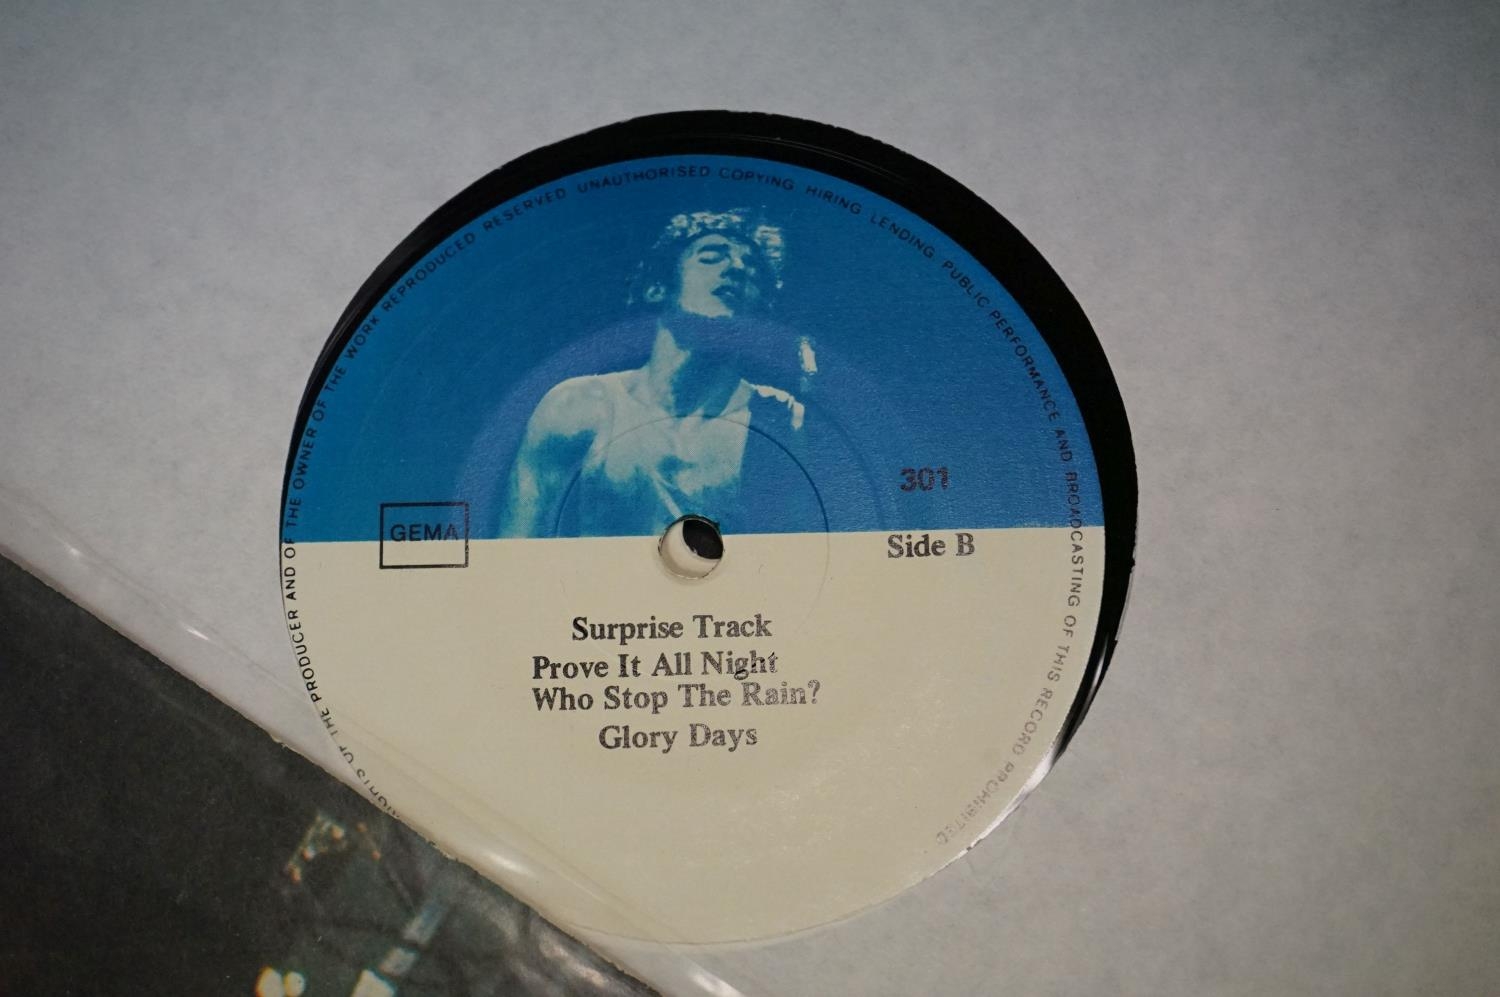 RIGHTS OF THE PRODUCER AND OF THE OWNER OF THE WORK REPRODUCED RESERVED UNAUTHORISED COPYING HIRING LENDING PUBLIC PERFORMANCE AND BROADCASTING OF THIS RECORD PROHIBITED
301
GEMA
Side B
Surprise Track
Prove It All Night
Who Stop The Rain?
Glory Days